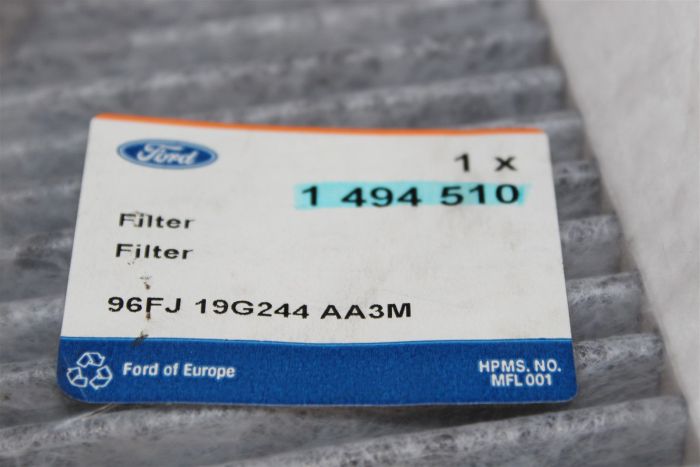 Ford
1 x
1 494 510
Filter
Filter
96FJ 19G244 AA3M
Ford of Europe
HPMS. NO.
MFL 001